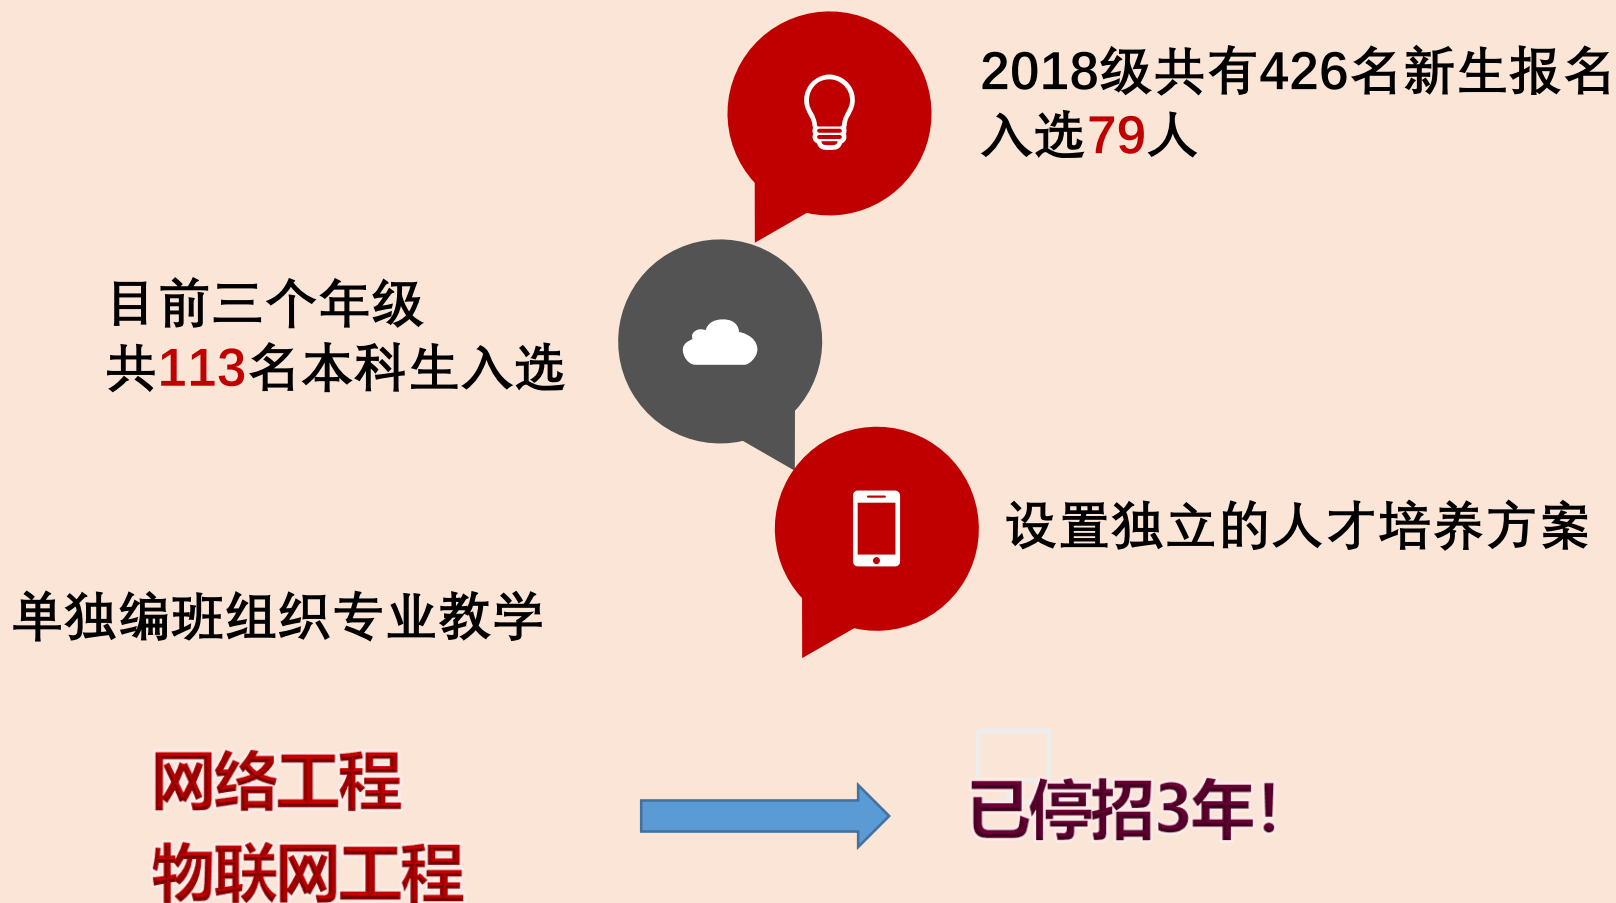 2018级共有426名新生报名
入选79人
目前三个年级
共113名本科生入选
设置独立的人才培养方案
单独编班组织专业教学
网络工程
物联网工程
已停招3年!